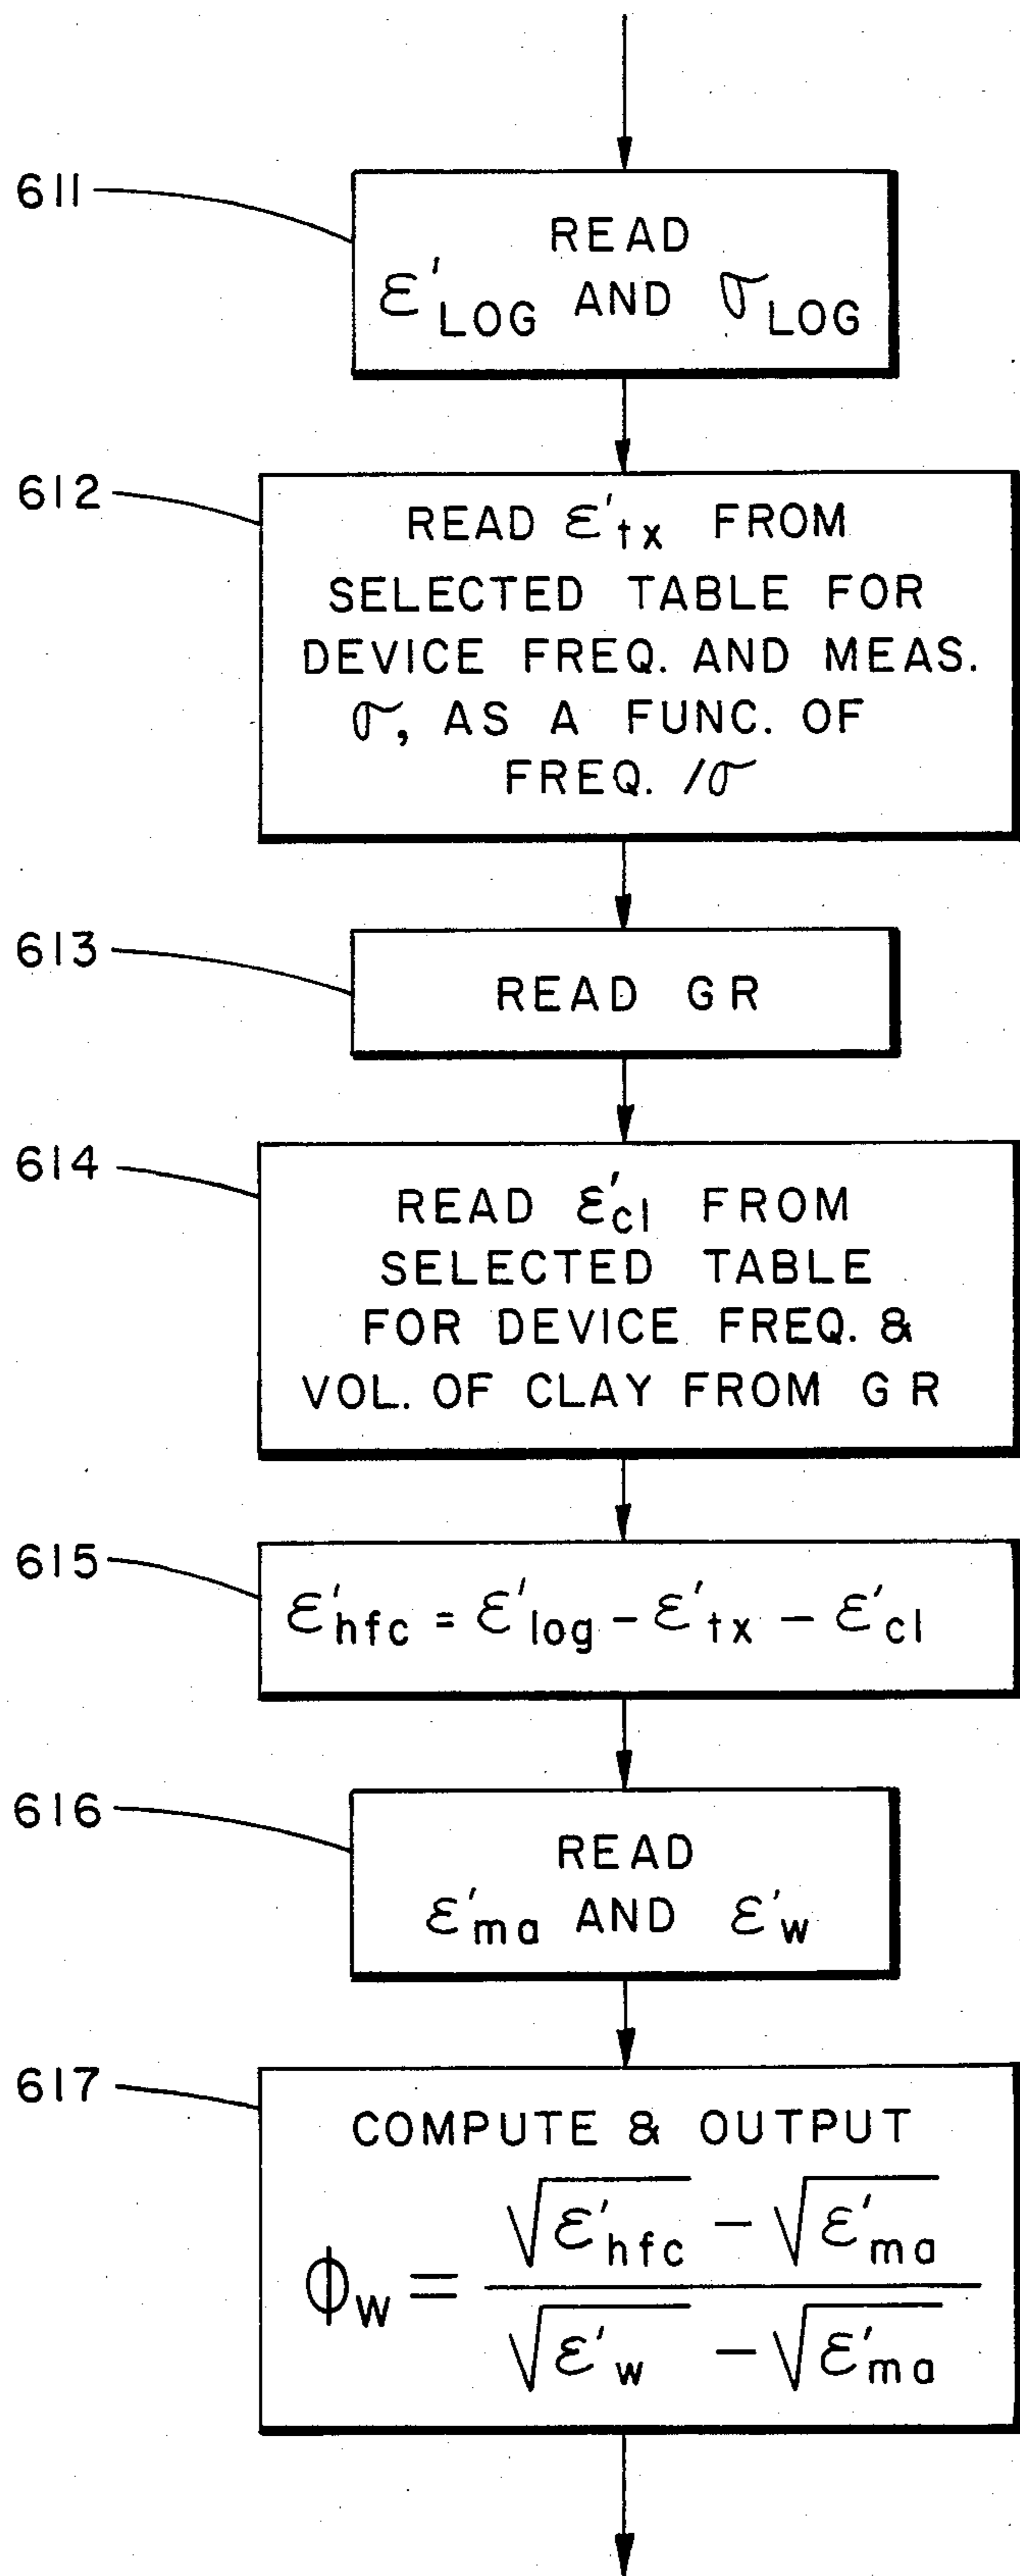 611
READ
ε'LOG AND σLOG
612
READ ε'tx FROM
SELECTED TABLE FOR
DEVICE FREQ. AND MEAS.
σ, AS A FUNC. OF
FREQ. /σ
613
READ GR
614
READ ε'cl FROM
SELECTED TABLE
FOR DEVICE FREQ. &
VOL. OF CLAY FROM GR
615
ε'hfc = ε'log - ε'tx - ε'cl
616
READ
ε'ma AND ε'w
617
COMPUTE & OUTPUT
ϕw = (√ε'hfc - √ε'ma) / (√ε'w - √ε'ma)